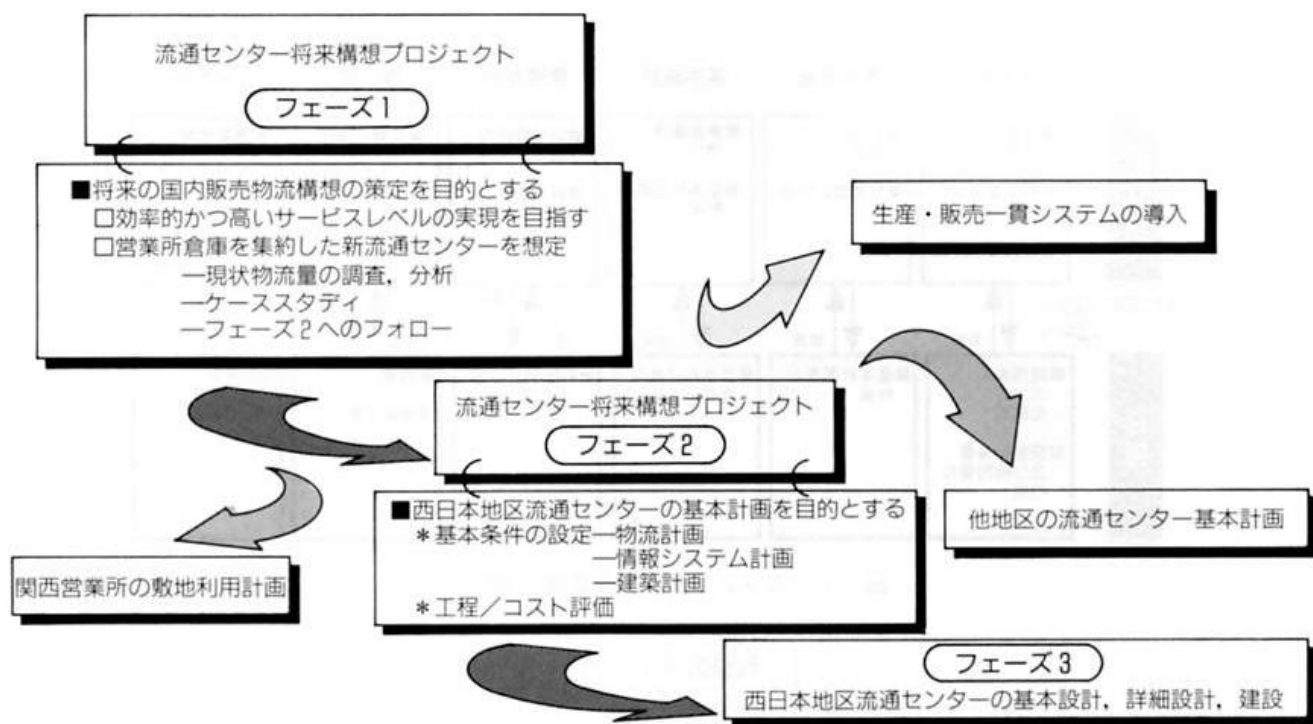 流通センター将来構想プロジェクト
フェーズ1
■将来の国内販売物流構想の策定を目的とする
□効率的かつ高いサービスレベルの実現を目指す
□営業所倉庫を集約した新流通センターを想定
―現状物流量の調査，分析
―ケーススタディ
―フェーズ2へのフォロー
生産・販売一貫システムの導入
流通センター将来構想プロジェクト
フェーズ2
■西日本地区流通センターの基本計画を目的とする
＊基本条件の設定―物流計画
―情報システム計画
―建築計画
＊工程／コスト評価
他地区の流通センター基本計画
関西営業所の敷地利用計画
フェーズ3
西日本地区流通センターの基本設計，詳細設計，建設